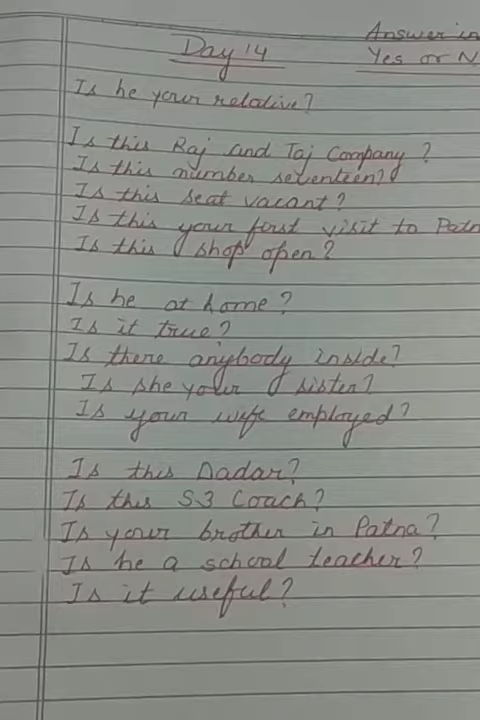 Day 14
Answer in
Yes or N
Is he your relative?
Is this Raj and Taj Company?
Is this number seventeen?
Is this seat vacant?
Is this your first visit to Patn
Is this shop open?
Is he at home?
Is it true?
Is there anybody inside?
Is she your sister?
Is your wife employed?
Is this Dadar?
Is this S3 Coach?
Is your brother in Patna?
Is he a school teacher?
Is it useful?